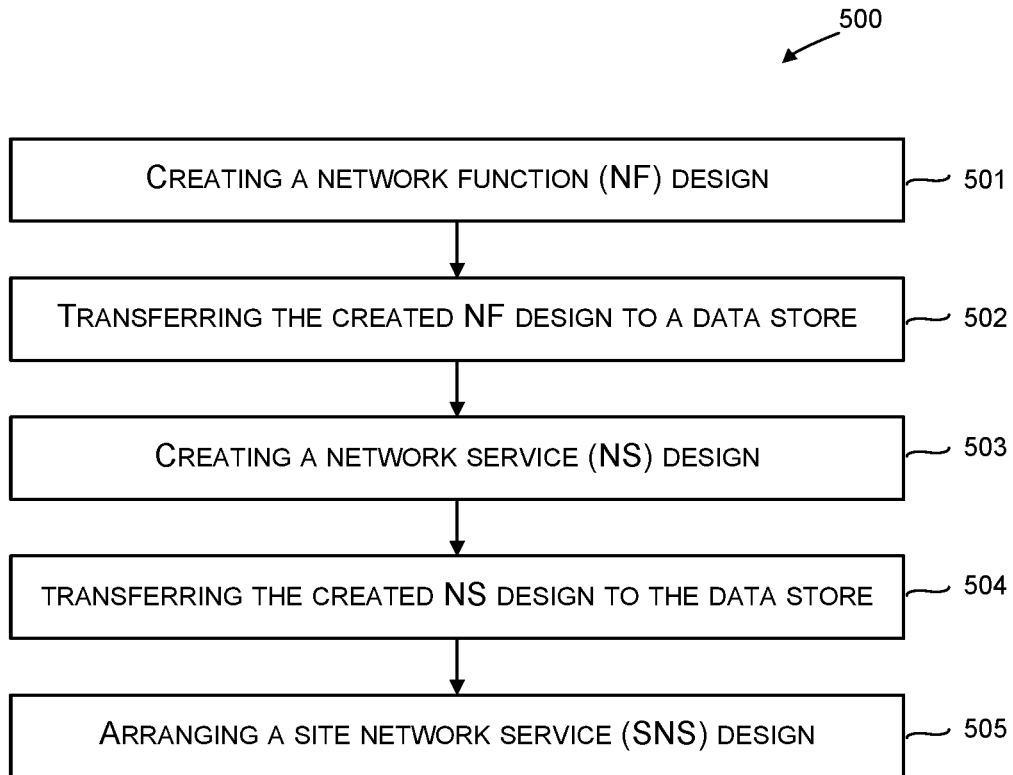 500
CREATING A NETWORK FUNCTION (NF) DESIGN
501
TRANSFERRING THE CREATED NF DESIGN TO A DATA STORE
502
CREATING A NETWORK SERVICE (NS) DESIGN
503
TRANSFERRING THE CREATED NS DESIGN TO THE DATA STORE
504
ARRANGING A SITE NETWORK SERVICE (SNS) DESIGN
505